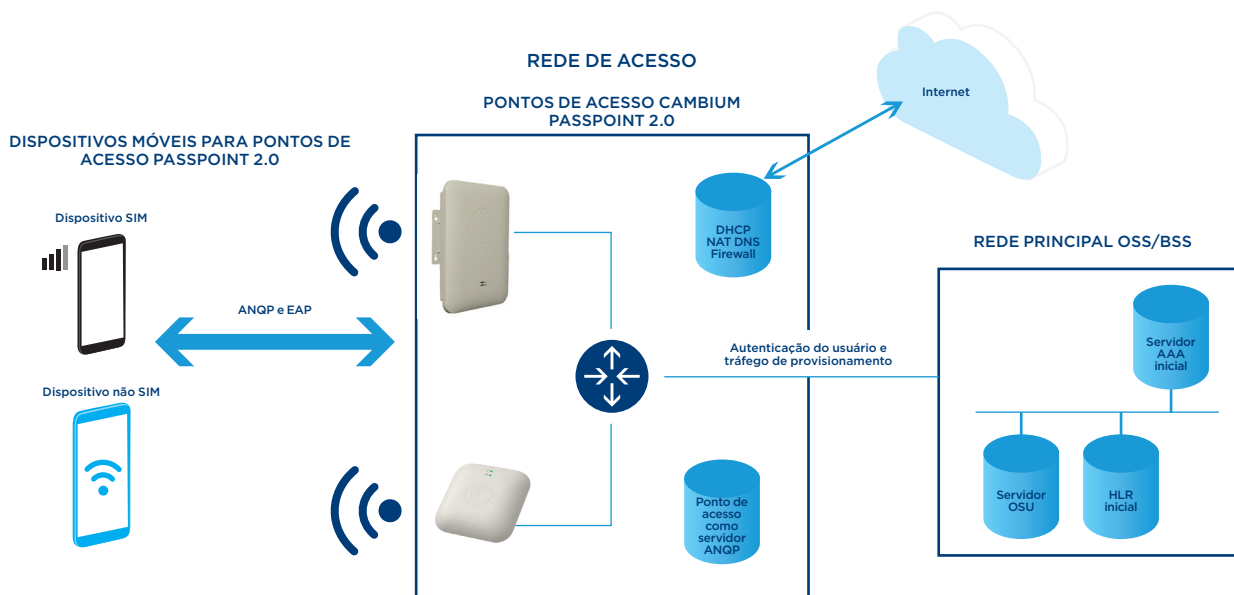 REDE DE ACESSO
PONTOS DE ACESSO CAMBIUM
PASSPOINT 2.0
Internet
DISPOSITIVOS MÓVEIS PARA PONTOS DE
ACESSO PASSPOINT 2.0
Dispositivo SIM
DHCP
NAT DNS
Firewall
REDE PRINCIPAL OSS/BSS
ANQP e EAP
Autenticação do usuário e
tráfego de provisionamento
Servidor
AAA
inicial
Dispositivo não SIM
Ponto de
acesso
como
servidor
ANQP
Servidor
OSU
HLR
inicial